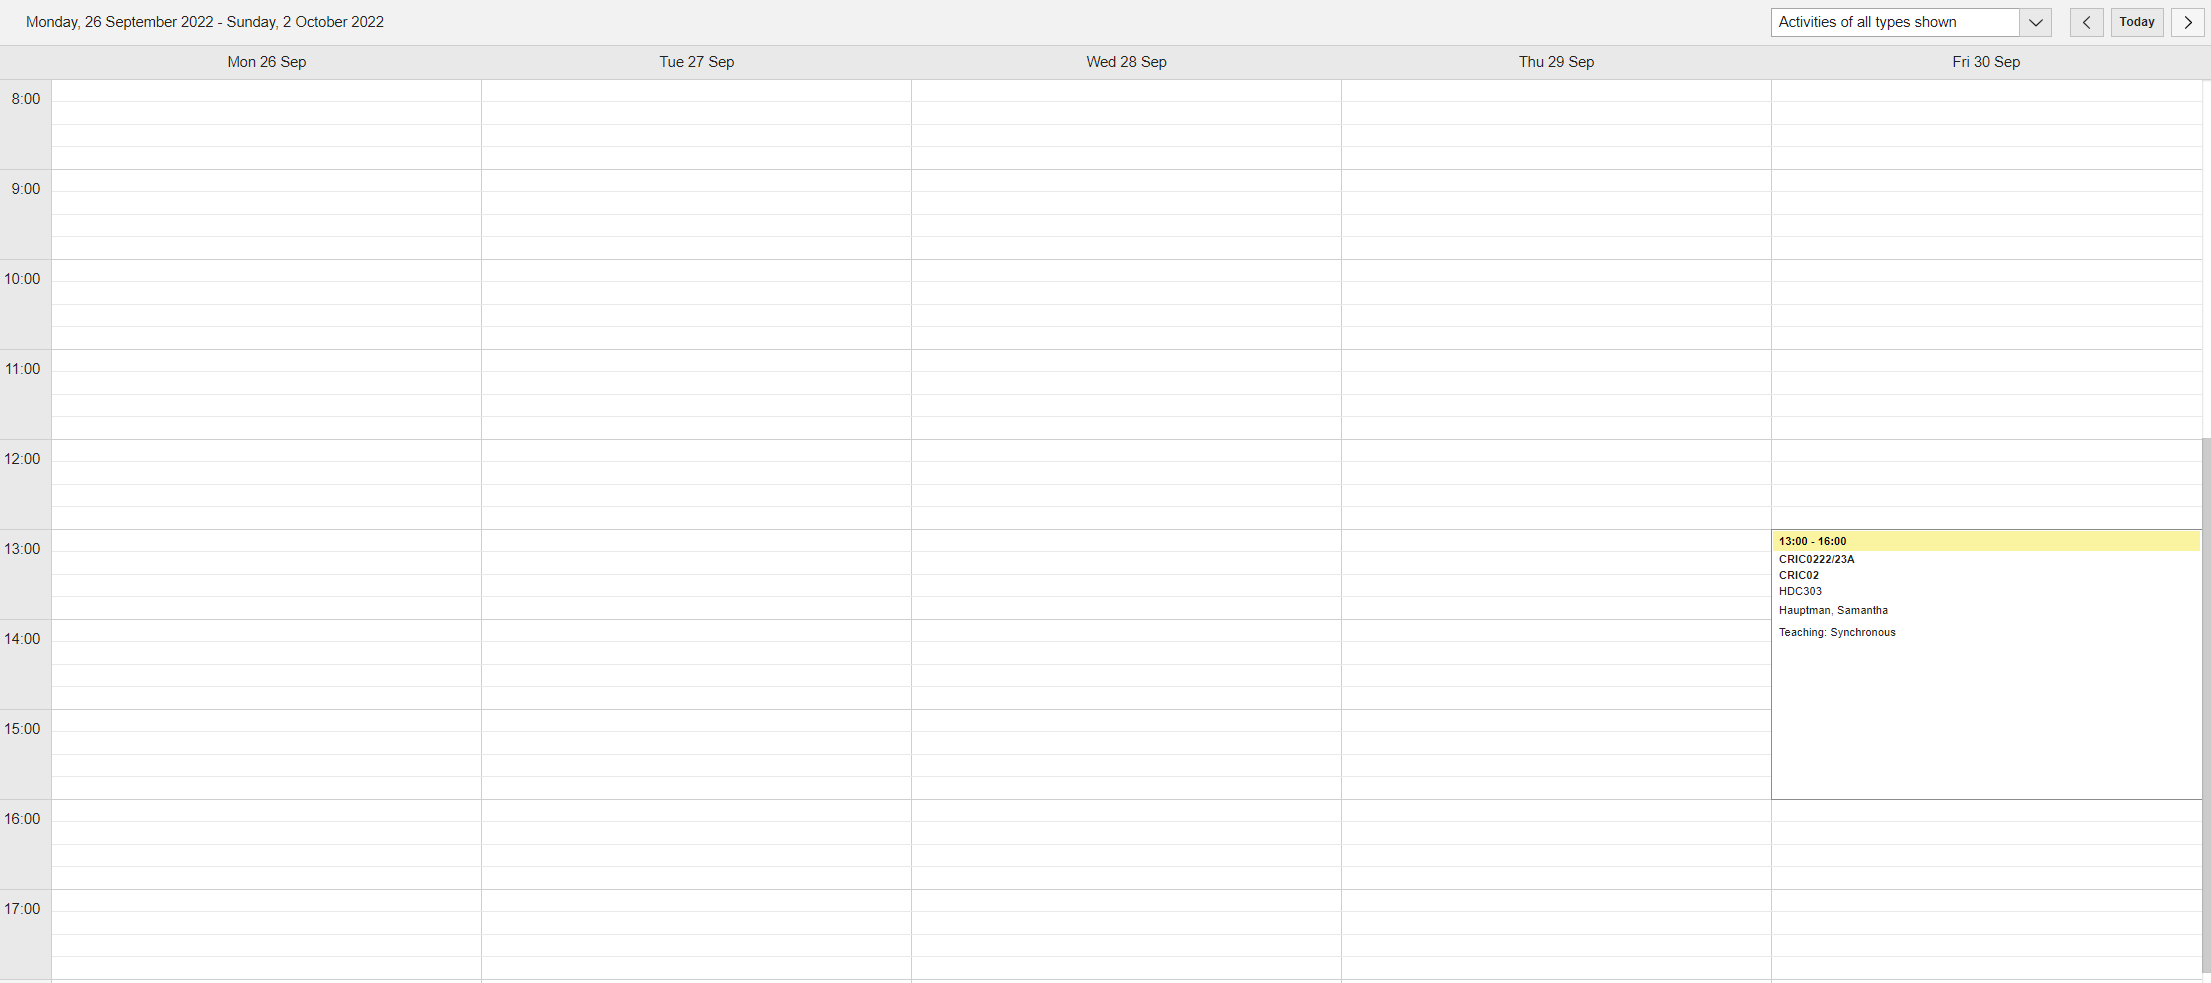 Monday, 26 September 2022 - Sunday, 2 October 2022
Activities of all types shown
Today
Mon 26 Sep
Tue 27 Sep
Wed 28 Sep
Thu 29 Sep
Fri 30 Sep
8:00
9:00
10:00
11:00
12:00
13:00
13:00 - 16:00
CRIC0222/23A
CRIC02
HDC303
Hauptman, Samantha
Teaching: Synchronous
14:00
15:00
16:00
17:00